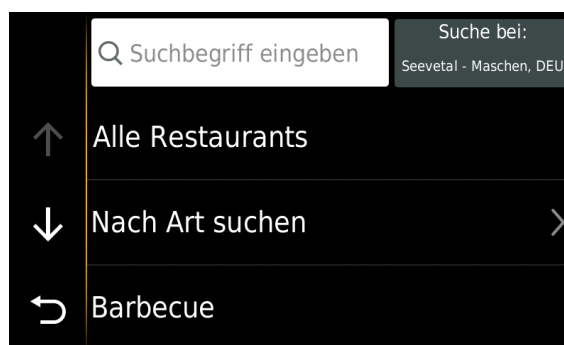 Suchbegriff eingeben
Suche bei:
Seevetal - Maschen, DEU
Alle Restaurants
Nach Art suchen
Barbecue